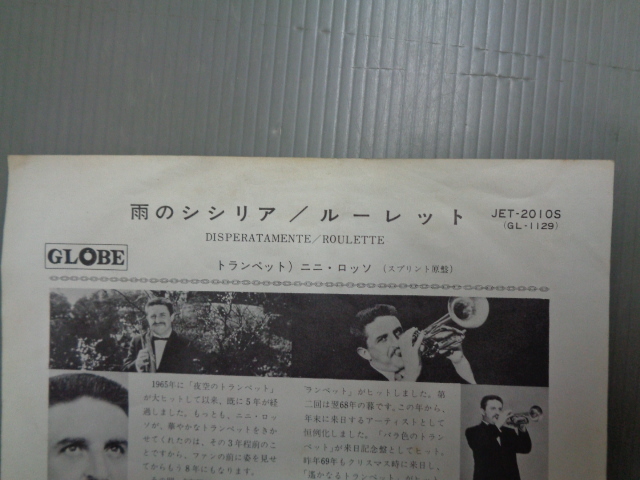 雨のシシリア／ルーレット
JET-2010S
(GL-1129)
DISPERATAMENTE/ROULETTE
GLOBE
トランペット) ニニ・ロッソ (スプリント原盤)
1965年に「夜空のトランペット」
が大ヒットして以来、既に5年が経
過しました。もっとも、ニニ・ロッ
ソが、華やかなトランペットをきか
せてくれたのは、その3年程前のこ
とですから、ファンの前に姿を見せ
てからもう8年にもなります。
ランペット」がヒットしました。第
二回は翌68年の暮です。この年から、
年末に来日するアーティストとして
恒例化しました。「バラ色のトラン
ペット」が来日記念盤としてヒット、
昨年69年もクリスマス時に来日し、
「遥かなるトランペット」がヒット